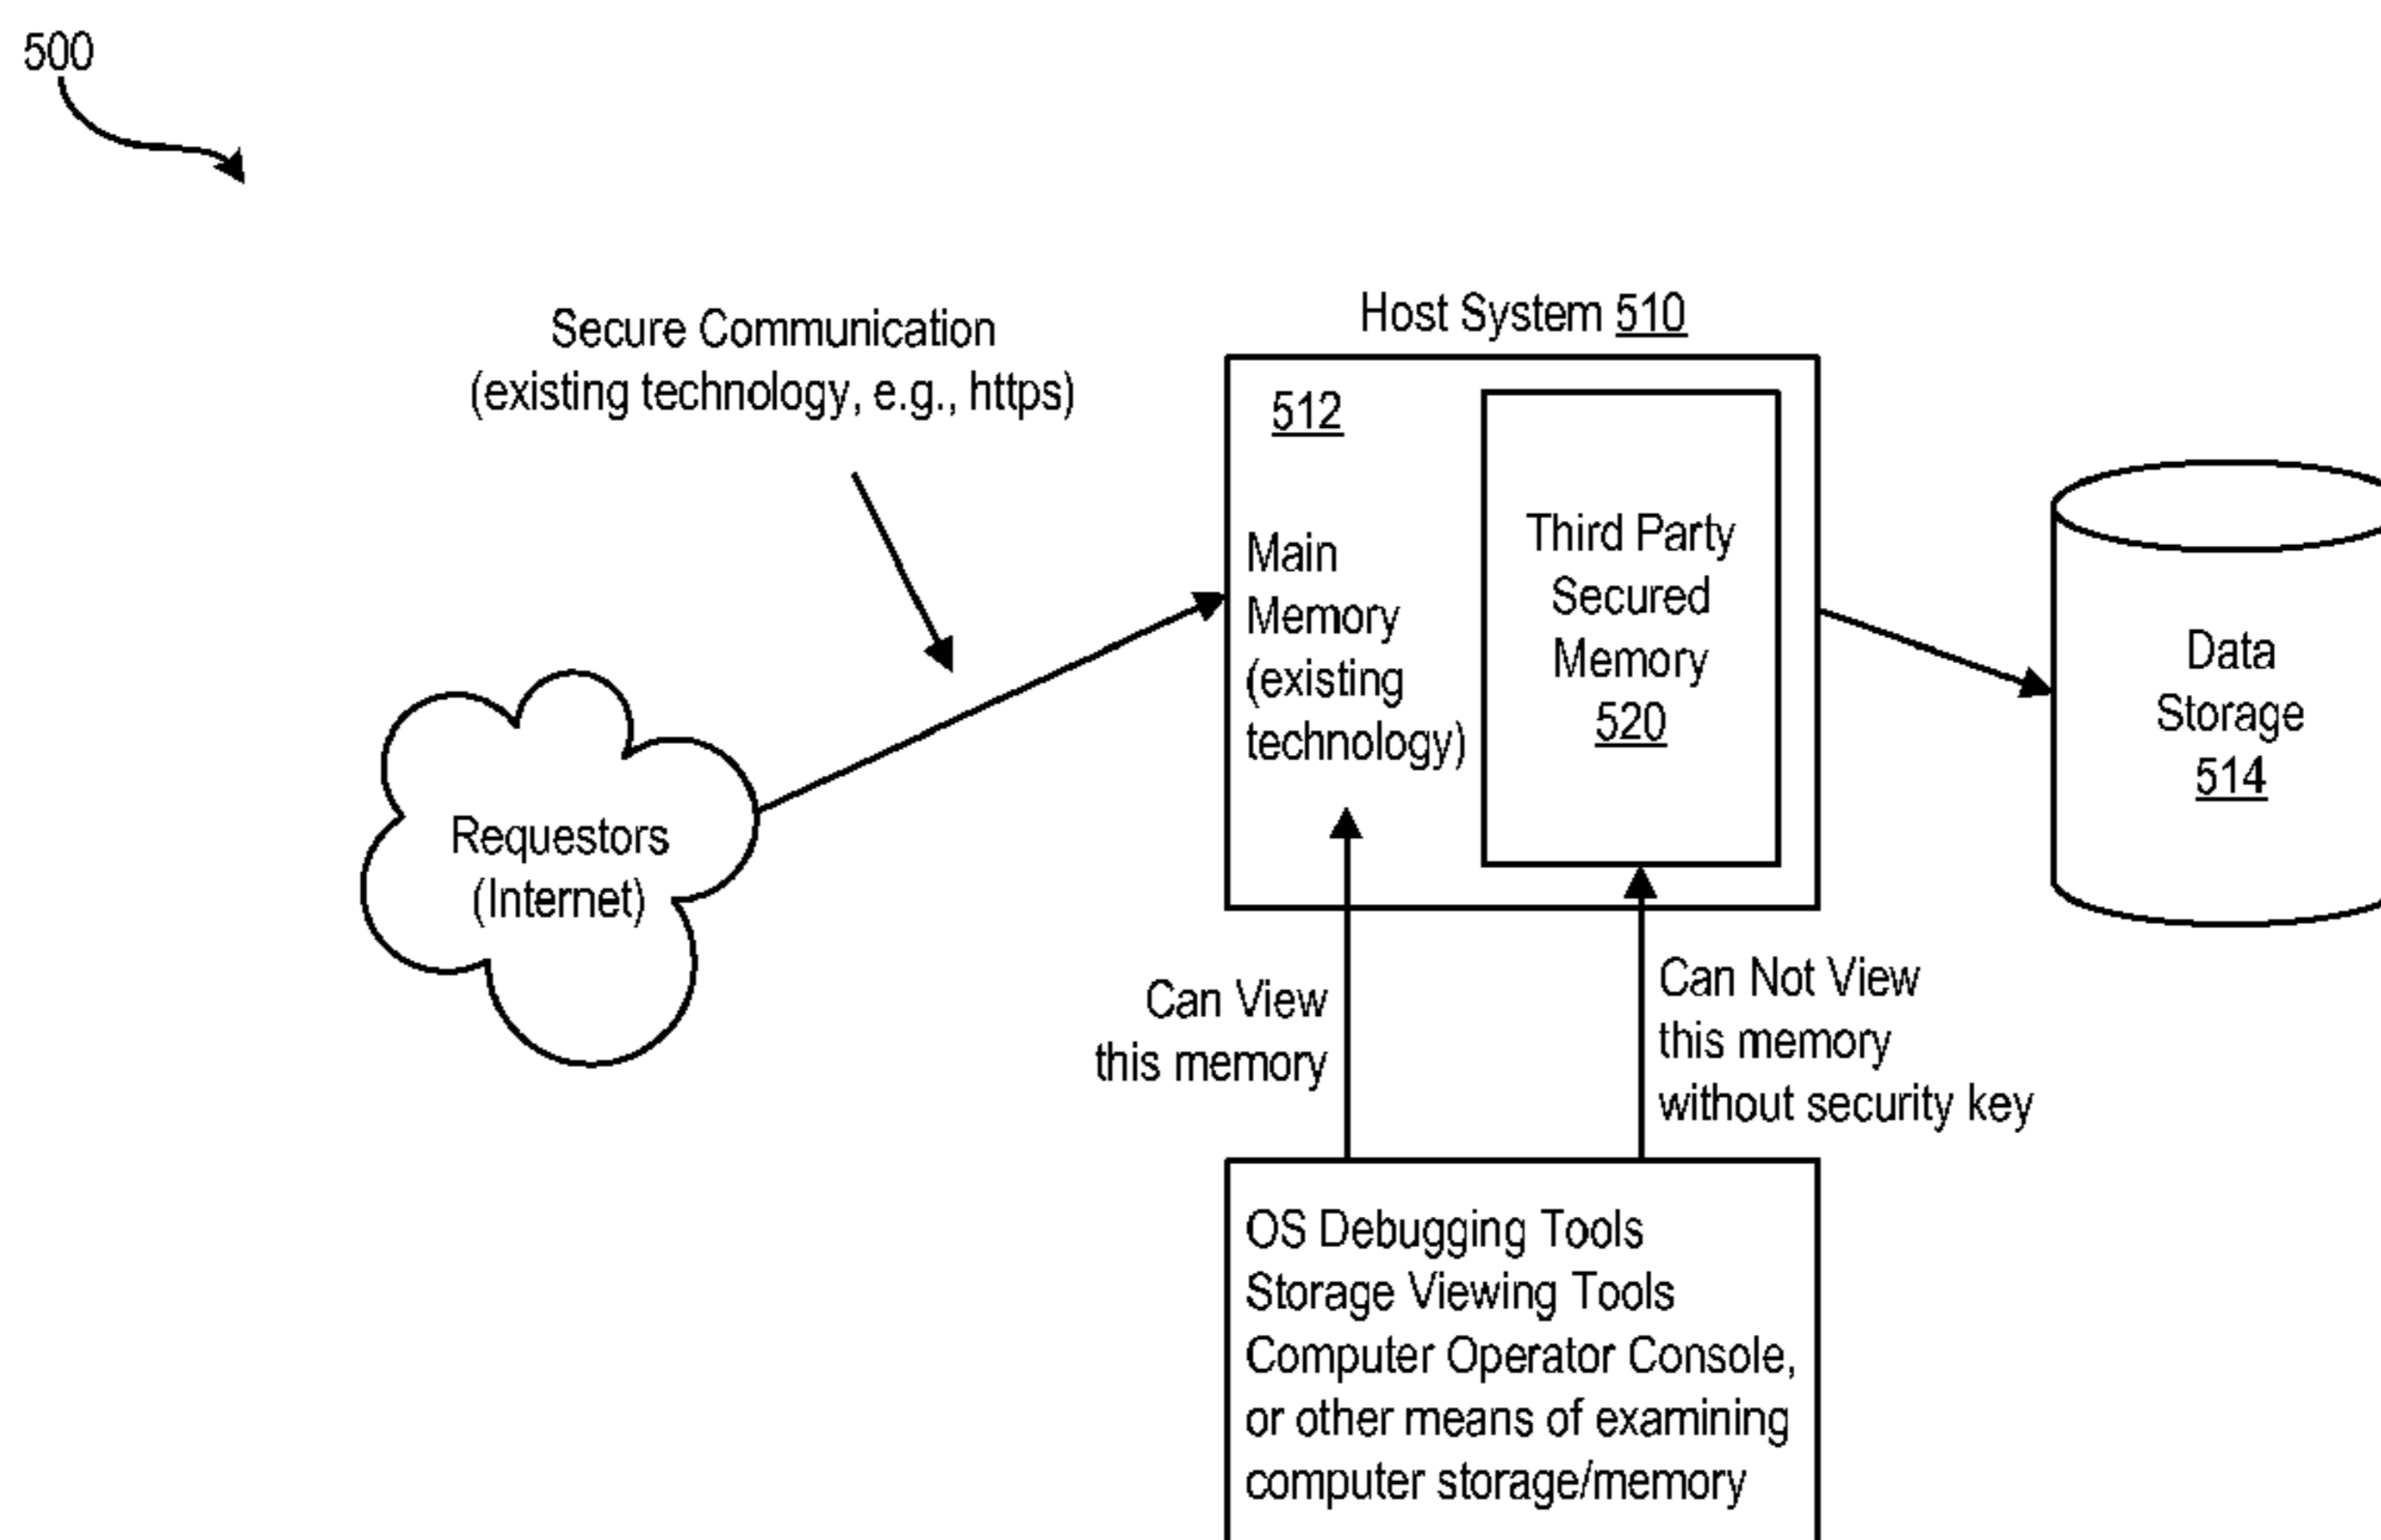 500
Secure Communication
(existing technology, e.g., https)
Host System 510
512
Main
Memory
(existing
technology)
Third Party
Secured
Memory
520
Data
Storage
514
Requestors
(Internet)
Can View
this memory
Can Not View
this memory
without security key
OS Debugging Tools
Storage Viewing Tools
Computer Operator Console,
or other means of examining
computer storage/memory